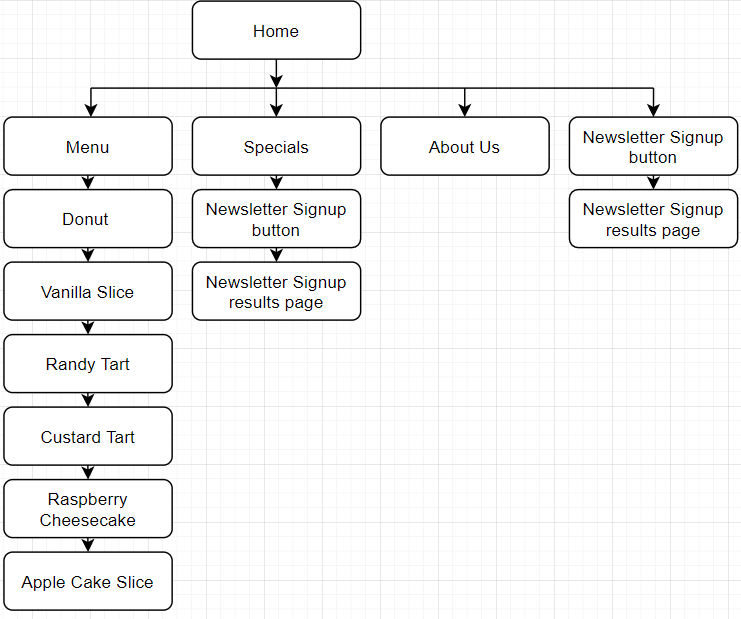 Home
Menu
Specials
About Us
Newsletter Signup
button
Donut
Newsletter Signup
button
Newsletter Signup
results page
Vanilla Slice
Newsletter Signup
results page
Randy Tart
Custard Tart
Raspberry
Cheesecake
Apple Cake Slice